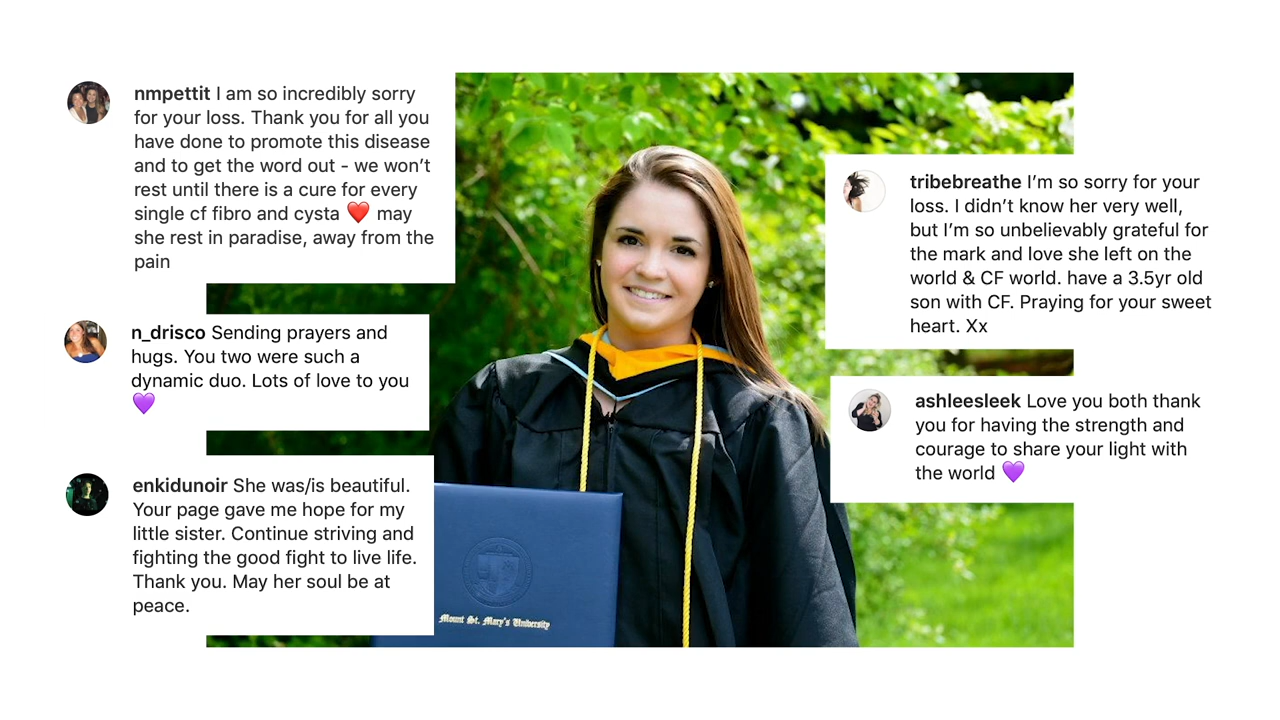 nmpettit I am so incredibly sorry
for your loss. Thank you for all you
have done to promote this disease
and to get the word out - we won’t
rest until there is a cure for every
single cf fibro and cysta ❤️ may
she rest in paradise, away from the
pain
n_drisco Sending prayers and
hugs. You two were such a
dynamic duo. Lots of love to you
💜
enkidunoir She was/is beautiful.
Your page gave me hope for my
little sister. Continue striving and
fighting the good fight to live life.
Thank you. May her soul be at
peace.
tribebreathe I’m so sorry for your
loss. I didn’t know her very well,
but I’m so unbelievably grateful for
the mark and love she left on the
world & CF world. have a 3.5yr old
son with CF. Praying for your sweet
heart. Xx
ashleesleek Love you both thank
you for having the strength and
courage to share your light with
the world 💜
Mount St. Mary's University